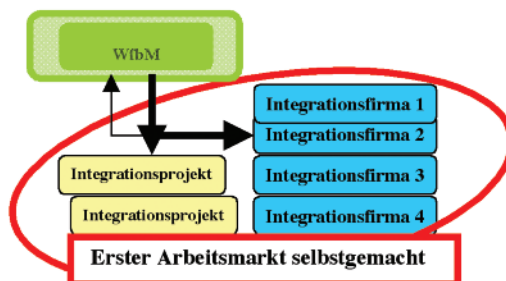 WfbM
Integrationsfirma 1
Integrationsfirma 2
Integrationsprojekt
Integrationsfirma 3
Integrationsprojekt
Integrationsfirma 4
Erster Arbeitsmarkt selbstgemacht